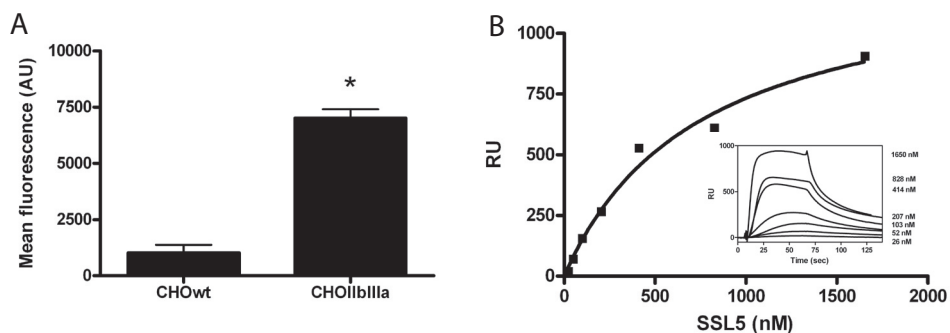 A
Mean fluorescence (AU)
10000
7500
5000
2500
0
*
CHOwt
CHOIIbIIIa
B
RU
1000
750
500
250
0
0
500
1000
1500
2000
SSL5 (nM)
RU
1000
500
0
0
25
50
75
100
125
Time (sec)
1650 nM
828 nM
414 nM
207 nM
103 nM
52 nM
26 nM